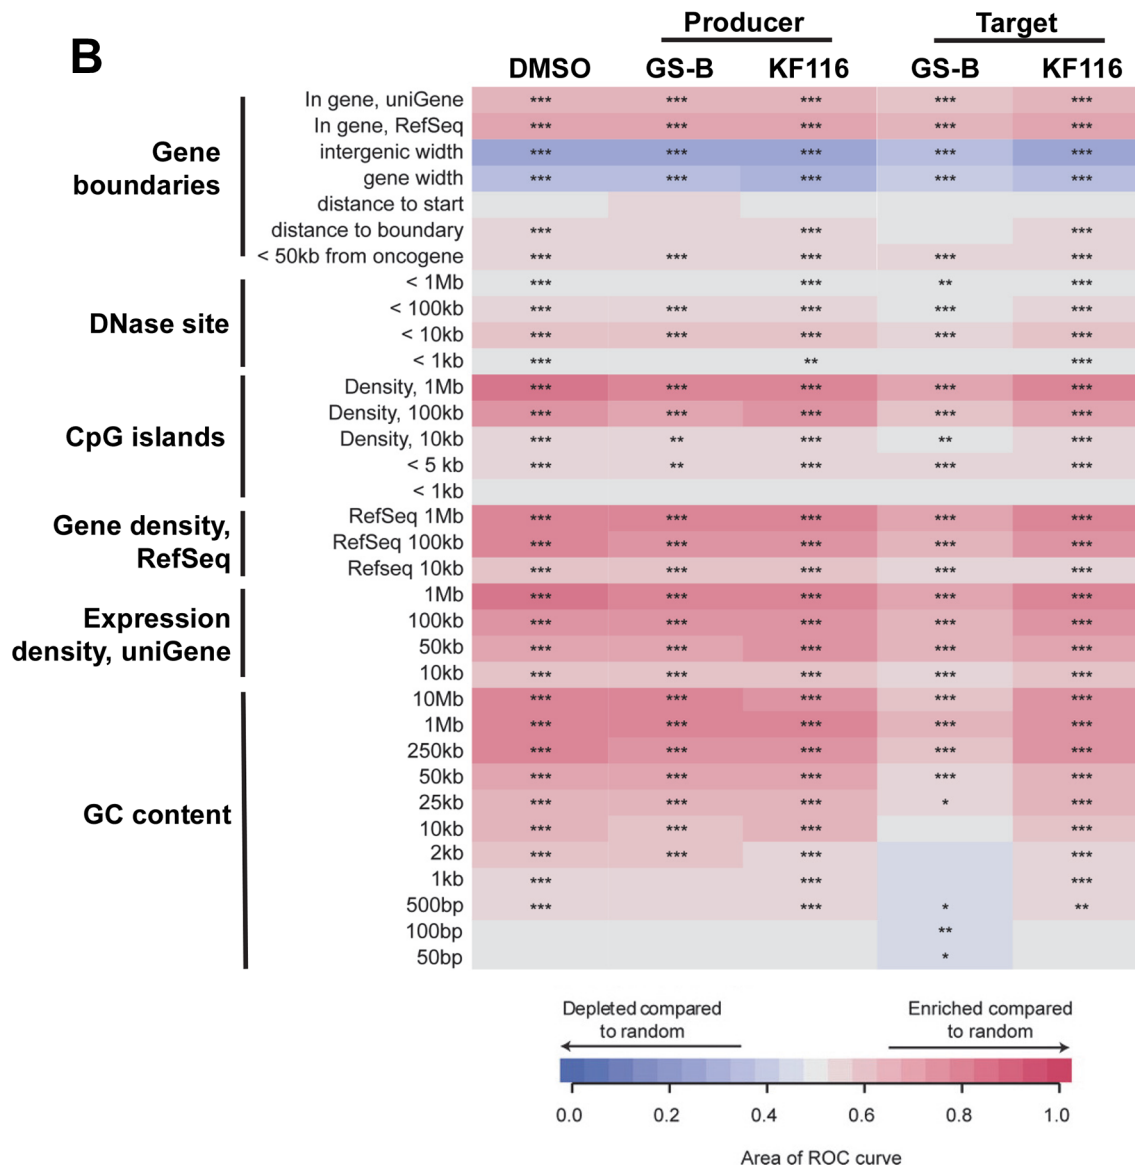 B
Producer
Target
DMSO GS-B KF116 GS-B KF116
Gene boundaries
In gene, uniGene *** *** *** *** ***
In gene, RefSeq *** *** *** *** ***
intergenic width *** *** *** *** ***
gene width *** *** *** *** ***
distance to start
distance to boundary *** *** ***
< 50kb from oncogene *** *** *** *** ***
DNase site
< 1Mb *** *** ** ***
< 100kb *** *** *** *** ***
< 10kb *** *** *** *** ***
< 1kb *** ** ***
CpG islands
Density, 1Mb *** *** *** *** ***
Density, 100kb *** *** *** *** ***
Density, 10kb *** ** *** ** ***
< 5 kb *** ** *** *** ***
< 1kb
Gene density,
RefSeq
RefSeq 1Mb *** *** *** *** ***
RefSeq 100kb *** *** *** *** ***
Refseq 10kb *** *** *** *** ***
Expression
density, uniGene
1Mb *** *** *** *** ***
100kb *** *** *** *** ***
50kb *** *** *** *** ***
10kb *** *** *** *** ***
GC content
10Mb *** *** *** *** ***
1Mb *** *** *** *** ***
250kb *** *** *** *** ***
50kb *** *** *** *** ***
25kb *** *** *** * ***
10kb *** *** *** ***
2kb *** *** *** ***
1kb *** *** ***
500bp *** *** * **
100bp **
50bp *
Depleted compared
to random
Enriched compared
to random
0.0 0.2 0.4 0.6 0.8 1.0
Area of ROC curve